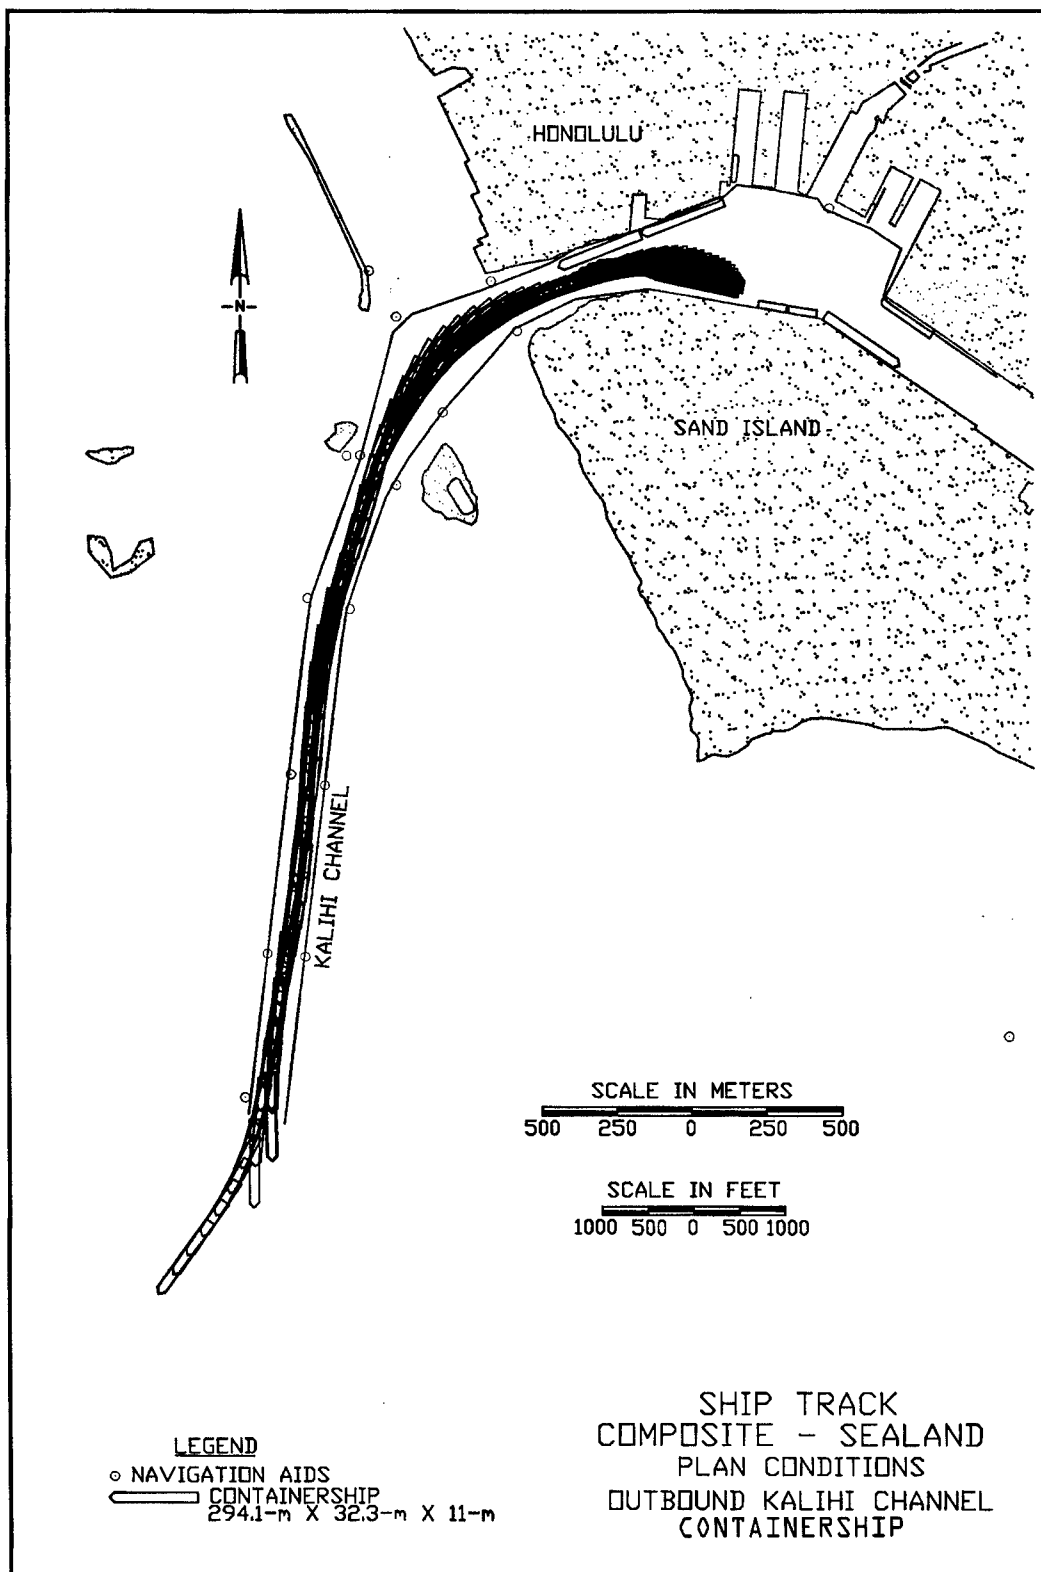 HONOLULU
N
SAND ISLAND
KALIHI CHANNEL
SCALE IN METERS
500 250 0 250 500
SCALE IN FEET
1000 500 0 500 1000
LEGEND
NAVIGATION AIDS
CONTAINERSHIP
294.1-m X 32.3-m X 11-m
SHIP TRACK
COMPOSITE - SEALAND
PLAN CONDITIONS
OUTBOUND KALIHI CHANNEL
CONTAINERSHIP